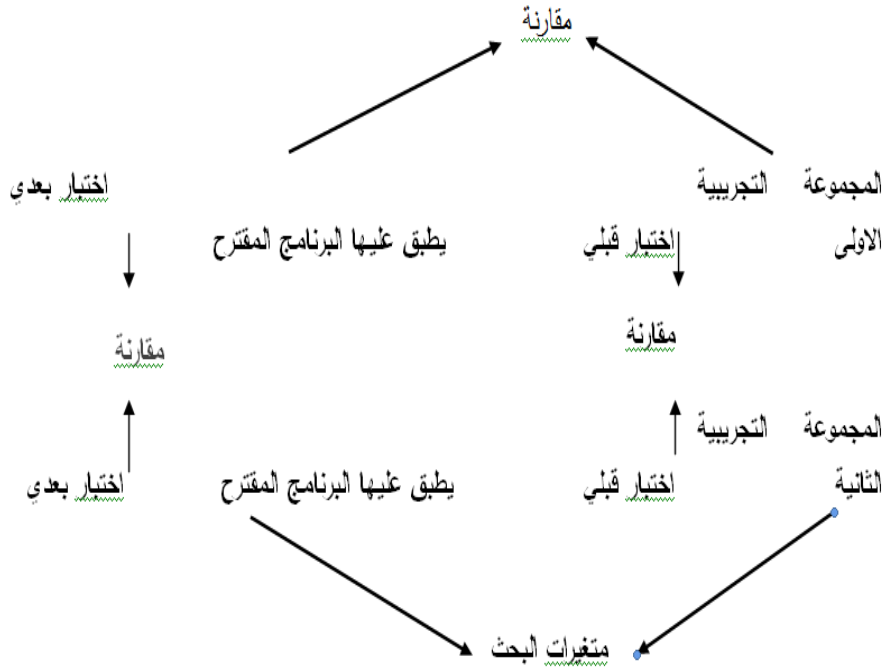 مقارنة
المجموعة التجريبية اختبار بعدي
الاولى اختبار قبلي يطبق عليها البرنامج المقترح
مقارنة مقارنة
المجموعة التجريبية
الثانية اختبار قبلي يطبق عليها البرنامج المقترح اختبار بعدي
متغيرات البحث